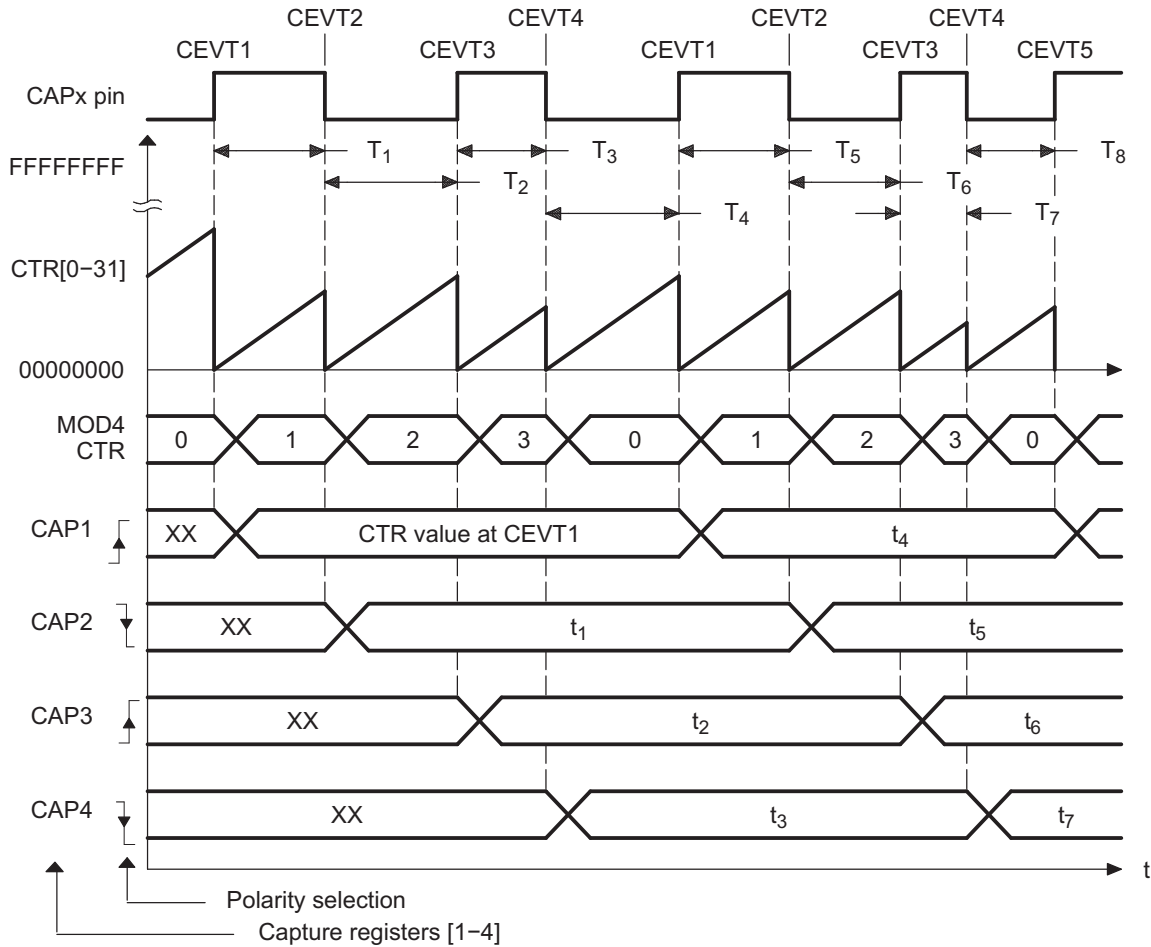 CEVT2 CEVT4 CEVT2 CEVT4
CEVT1 CEVT3 CEVT1 CEVT3 CEVT5
CAPx pin
T1 T3 T5 T8
FFFFFFFF
T2 T6
T4 T7
CTR[0−31]
00000000
MOD4
CTR
0 1 2 3 0 1 2 3 0
CAP1 XX CTR value at CEVT1 t4
CAP2 XX t1 t5
CAP3 XX t2 t6
CAP4 XX t3 t7
t
Polarity selection
Capture registers [1−4]